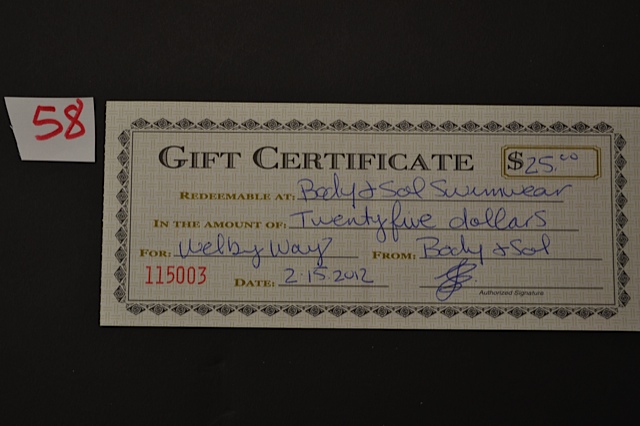 58
GIFT CERTIFICATE $25.00
REDEEMABLE AT: Body & Sol Swimwear
IN THE AMOUNT OF: Twentyfive dollars
FOR: Welby Way FROM: Body & Sol
115003 DATE: 2.15.2012
Authorized Signature